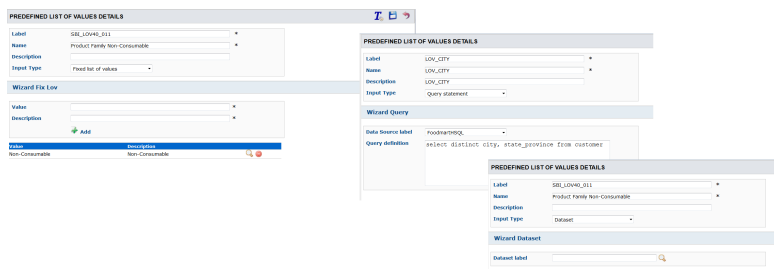 PREDEFINED LIST OF VALUES DETAILS
Label SBI_LOV40_011 *
Name Product Family Non-Consumable *
Description
Input Type Fixed list of values
Wizard Fix Lov
Value *
Description *
Add
Value Description
Non-Consumable Non-Consumable
PREDEFINED LIST OF VALUES DETAILS
Label LOV_CITY *
Name LOV_CITY *
Description LOV_CITY
Input Type Query statement
Wizard Query
Data Source label FoodmartHSQL
Query definition select distinct city, state_province from customer
PREDEFINED LIST OF VALUES DETAILS
Label SBI_LOV40_011 *
Name Product Family Non-Consumable *
Description
Input Type Dataset
Wizard Dataset
Dataset label